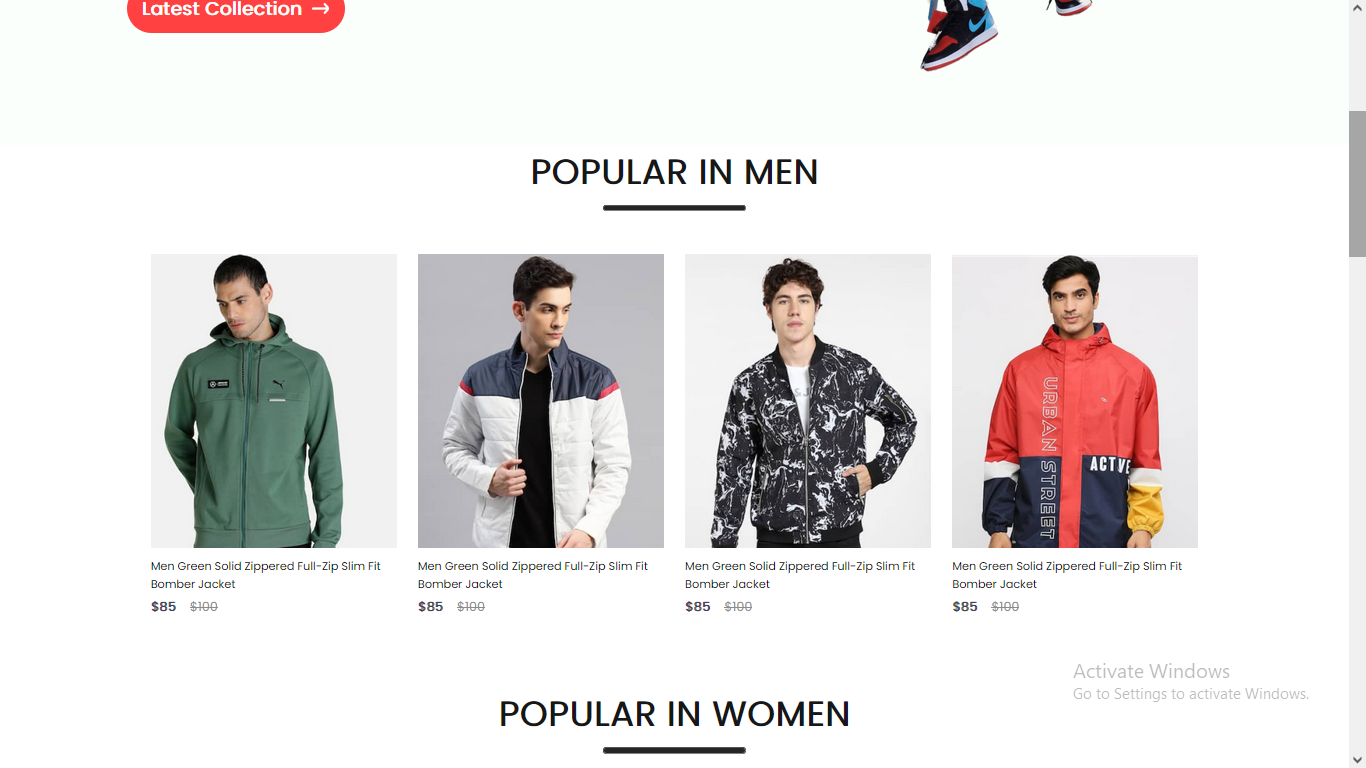 Latest Collection →
POPULAR IN MEN
URBAN STREET
ACTIVE
Men Green Solid Zippered Full-Zip Slim Fit
Bomber Jacket
$85 $100
Men Green Solid Zippered Full-Zip Slim Fit
Bomber Jacket
$85 $100
Men Green Solid Zippered Full-Zip Slim Fit
Bomber Jacket
$85 $100
Men Green Solid Zippered Full-Zip Slim Fit
Bomber Jacket
$85 $100
Activate Windows
Go to Settings to activate Windows.
POPULAR IN WOMEN